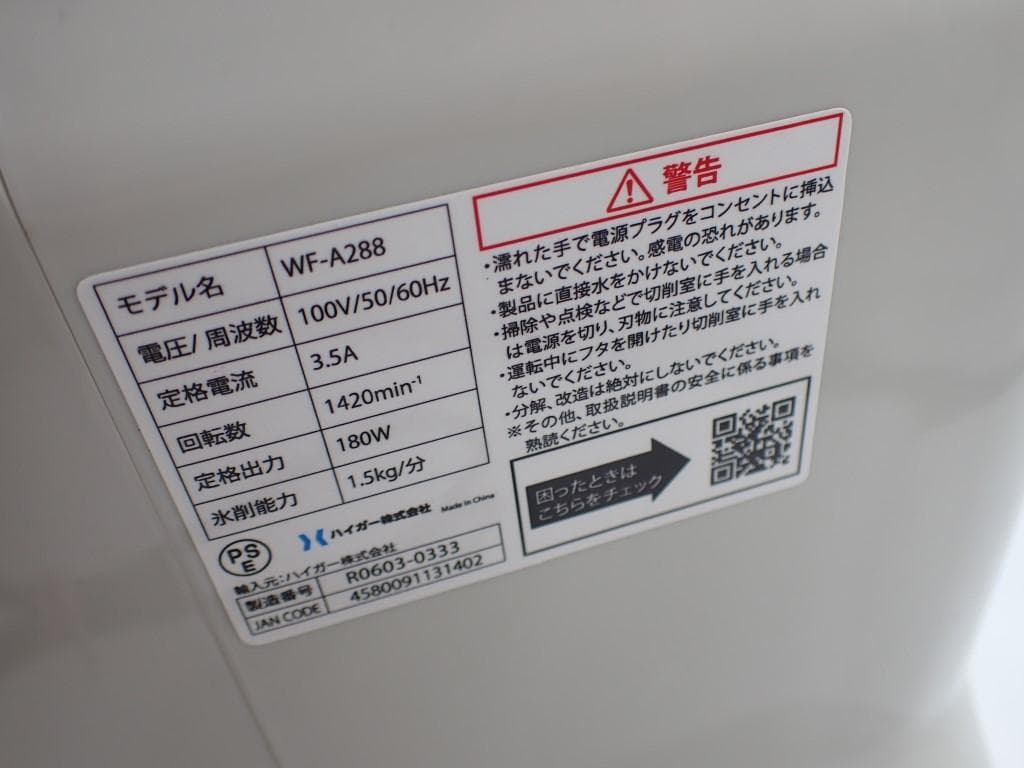 モデル名 WF-A288
電圧/周波数 100V/50/60Hz
定格電流 3.5A
回転数 1420min⁻¹
定格出力 180W
氷削能力 1.5kg/分
PSE
ハイガー株式会社 Made in China
輸入元:ハイガー株式会社
製造番号 R0603-0333
JAN CODE 4580091131402
警告
・濡れた手で電源プラグをコンセントに挿込
まないでください。感電の恐れがあります。
・製品に直接水をかけないでください。
・掃除や点検などで切削室に手を入れる場合
は電源を切り、刃物に注意してください。
・運転中にフタを開けたり切削室に手を入れ
ないでください。
・分解、改造は絶対にしないでください。
※その他、取扱説明書の安全に係る事項を
熟読ください。
困ったときは
こちらをチェック